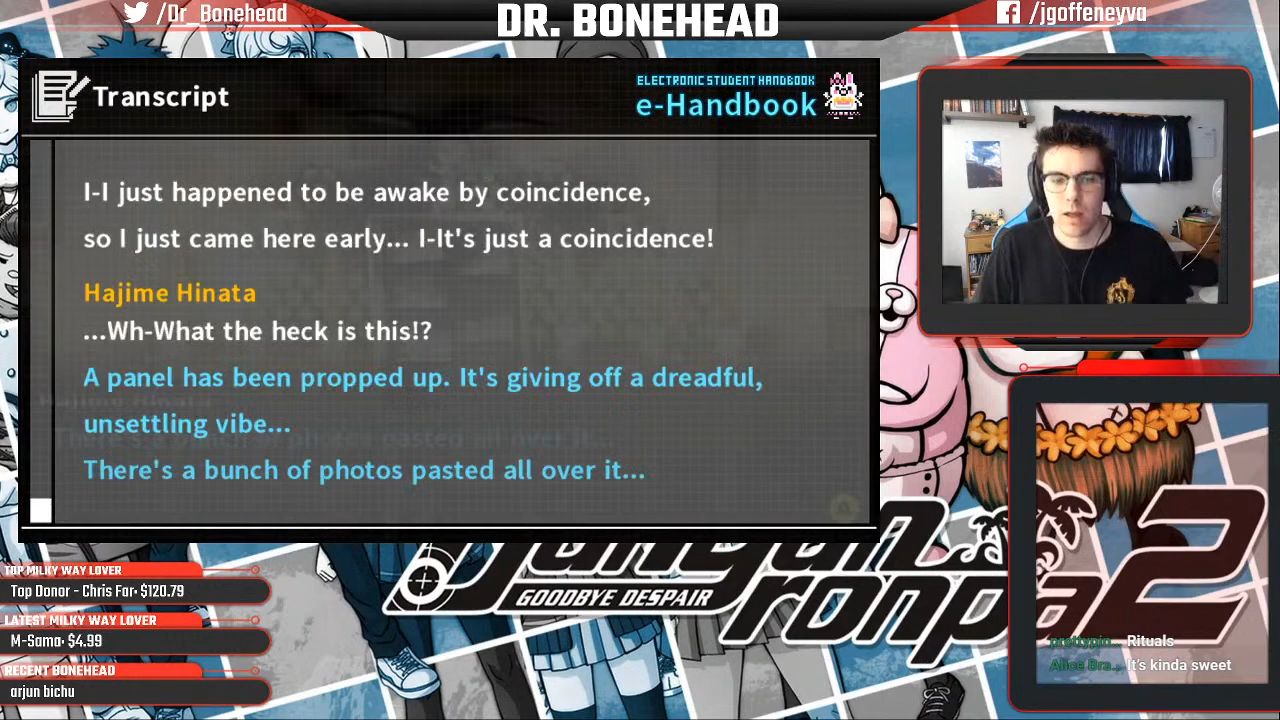 /Dr_Bonehead
DR. BONEHEAD
/jgoffeneyva
Transcript
ELECTRONIC STUDENT HANDBOOK
e-Handbook
I-I just happened to be awake by coincidence,
so I just came here early... I-It's just a coincidence!
Hajime Hinata
...Wh-What the heck is this!?
A panel has been propped up. It's giving off a dreadful,
unsettling vibe...
There's a bunch of photos pasted all over it...
Danganronpa 2
GOODBYE DESPAIR
TOP MILKY WAY LOVER
Top Donor - Chris Far: $120.79
LATEST MILKY WAY LOVER
M-Sama: $4.99
RECENT BONEHEAD
arjun bichu
Rituals
Alice Bra... It's kinda sweet